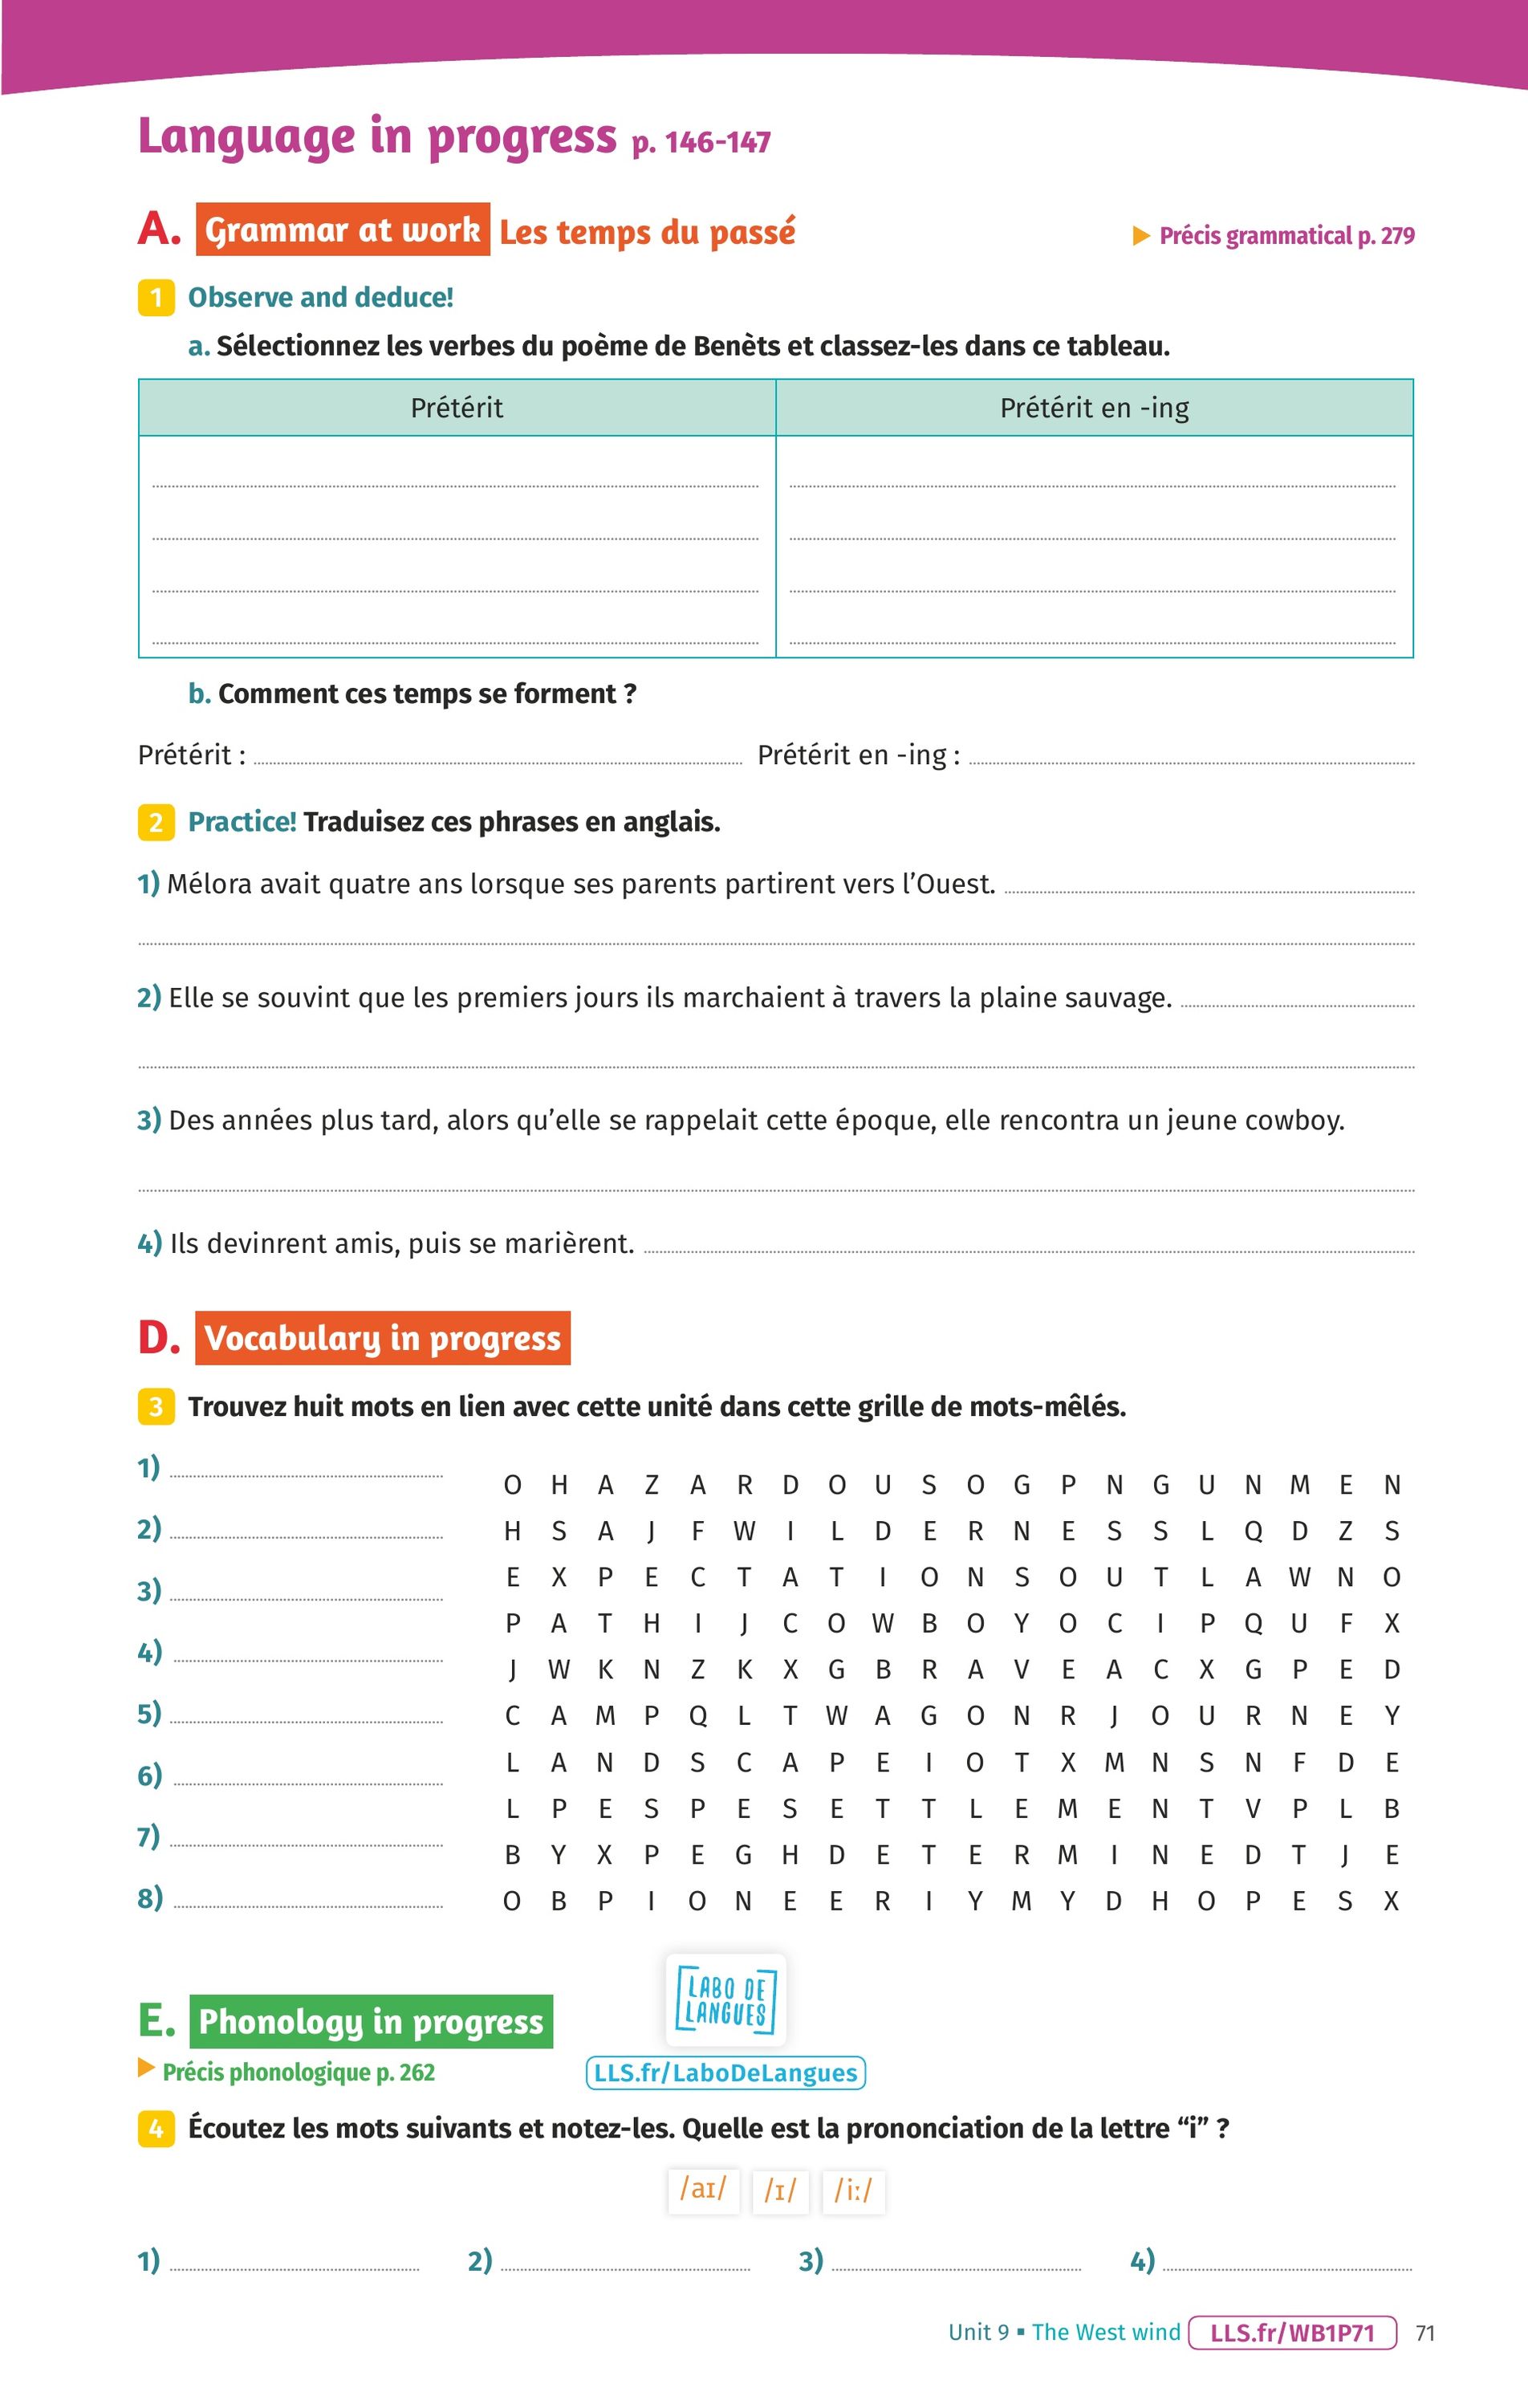 Language in progress p. 146-147
A. Grammar at work Les temps du passé
Précis grammatical p. 279
1 Observe and deduce!
a. Sélectionnez les verbes du poème de Benèts et classez-les dans ce tableau.
Prétérit Prétérit en -ing
b. Comment ces temps se forment ?
Prétérit : Prétérit en -ing :
2 Practice! Traduisez ces phrases en anglais.
1) Mélora avait quatre ans lorsque ses parents partirent vers l’Ouest.
2) Elle se souvint que les premiers jours ils marchaient à travers la plaine sauvage.
3) Des années plus tard, alors qu’elle se rappelait cette époque, elle rencontra un jeune cowboy.
4) Ils devinrent amis, puis se marièrent.
D. Vocabulary in progress
3 Trouvez huit mots en lien avec cette unité dans cette grille de mots-mêlés.
1)
2)
3)
4)
5)
6)
7)
8)
O H A Z A R D O U S O G P N G U N M E N
H S A J F W I L D E R N E S S L Q D Z S
E X P E C T A T I O N S O U T L A W N O
P A T H I J C O W B O Y O C I P Q U F X
J W K N Z K X G B R A V E A C X G P E D
C A M P Q L T W A G O N R J O U R N E Y
L A N D S C A P E I O T X M N S N F D E
L P E S P E S E T T L E M E N T V P L B
B Y X P E G H D E T E R M I N E D T J E
O B P I O N E E R I Y M Y D H O P E S X
E. Phonology in progress
LABO DE
LANGUES
Précis phonologique p. 262
LLS.fr/LaboDeLangues
4 Écoutez les mots suivants et notez-les. Quelle est la prononciation de la lettre “i” ?
/aɪ/ /ɪ/ /iː/
1) 2) 3) 4)
Unit 9 ▪ The West wind LLS.fr/WB1P71 71